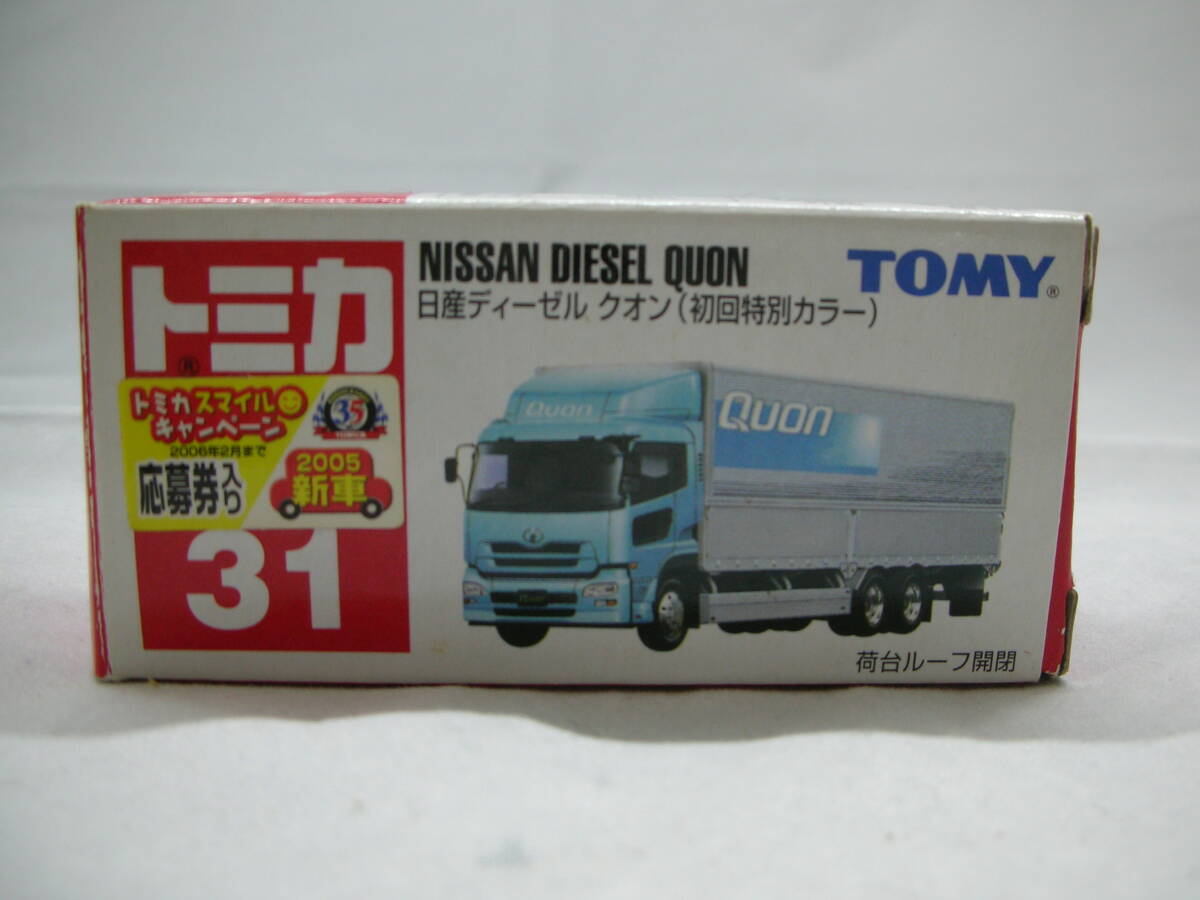 トミカ
®
NISSAN DIESEL QUON
日産ディーゼル クオン(初回特別カラー)
TOMY®
トミカスマイル
キャンペーン
2006年2月まで
応募券入り
35
TOMICA
2005
新車
31
Quon
QUON
荷台ルーフ開閉